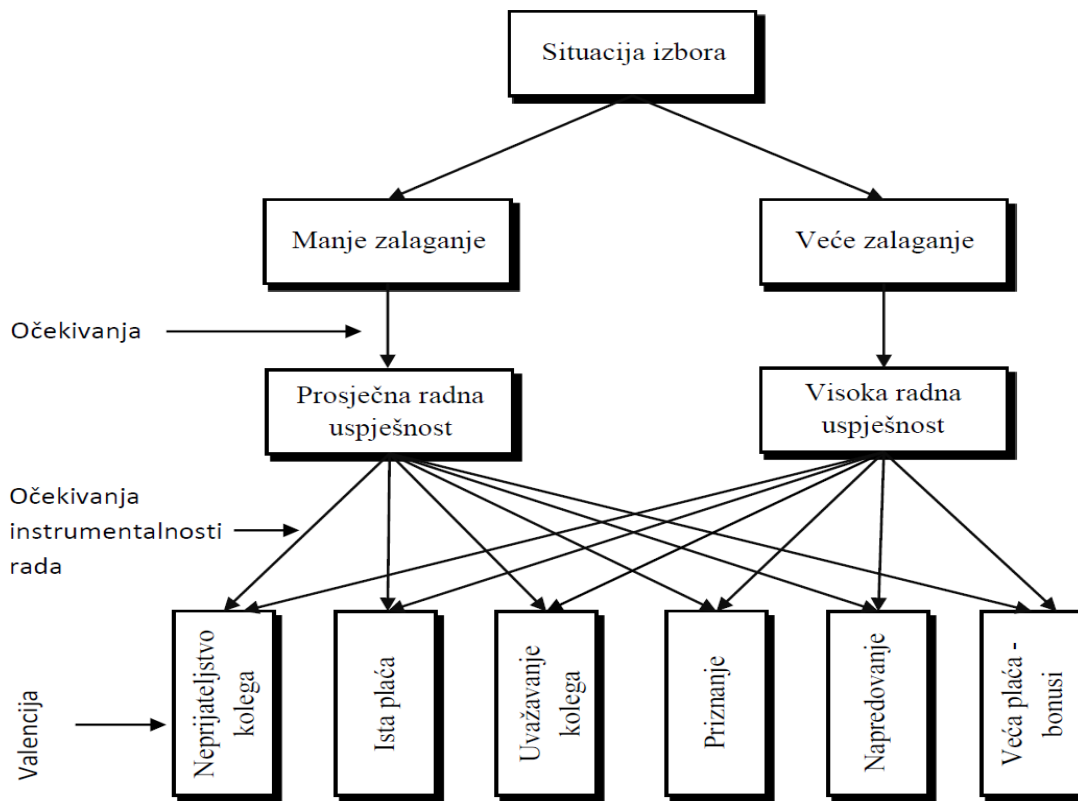 Situacija izbora
Manje zalaganje
Veće zalaganje
Očekivanja
Prosječna radna
uspješnost
Visoka radna
uspješnost
Očekivanja
instrumentalnosti
rada
Valencija
Neprijateljstvo
kolega
Ista plaća
Uvažavanje
kolega
Priznanje
Napredovanje
Veća plaća -
bonusi